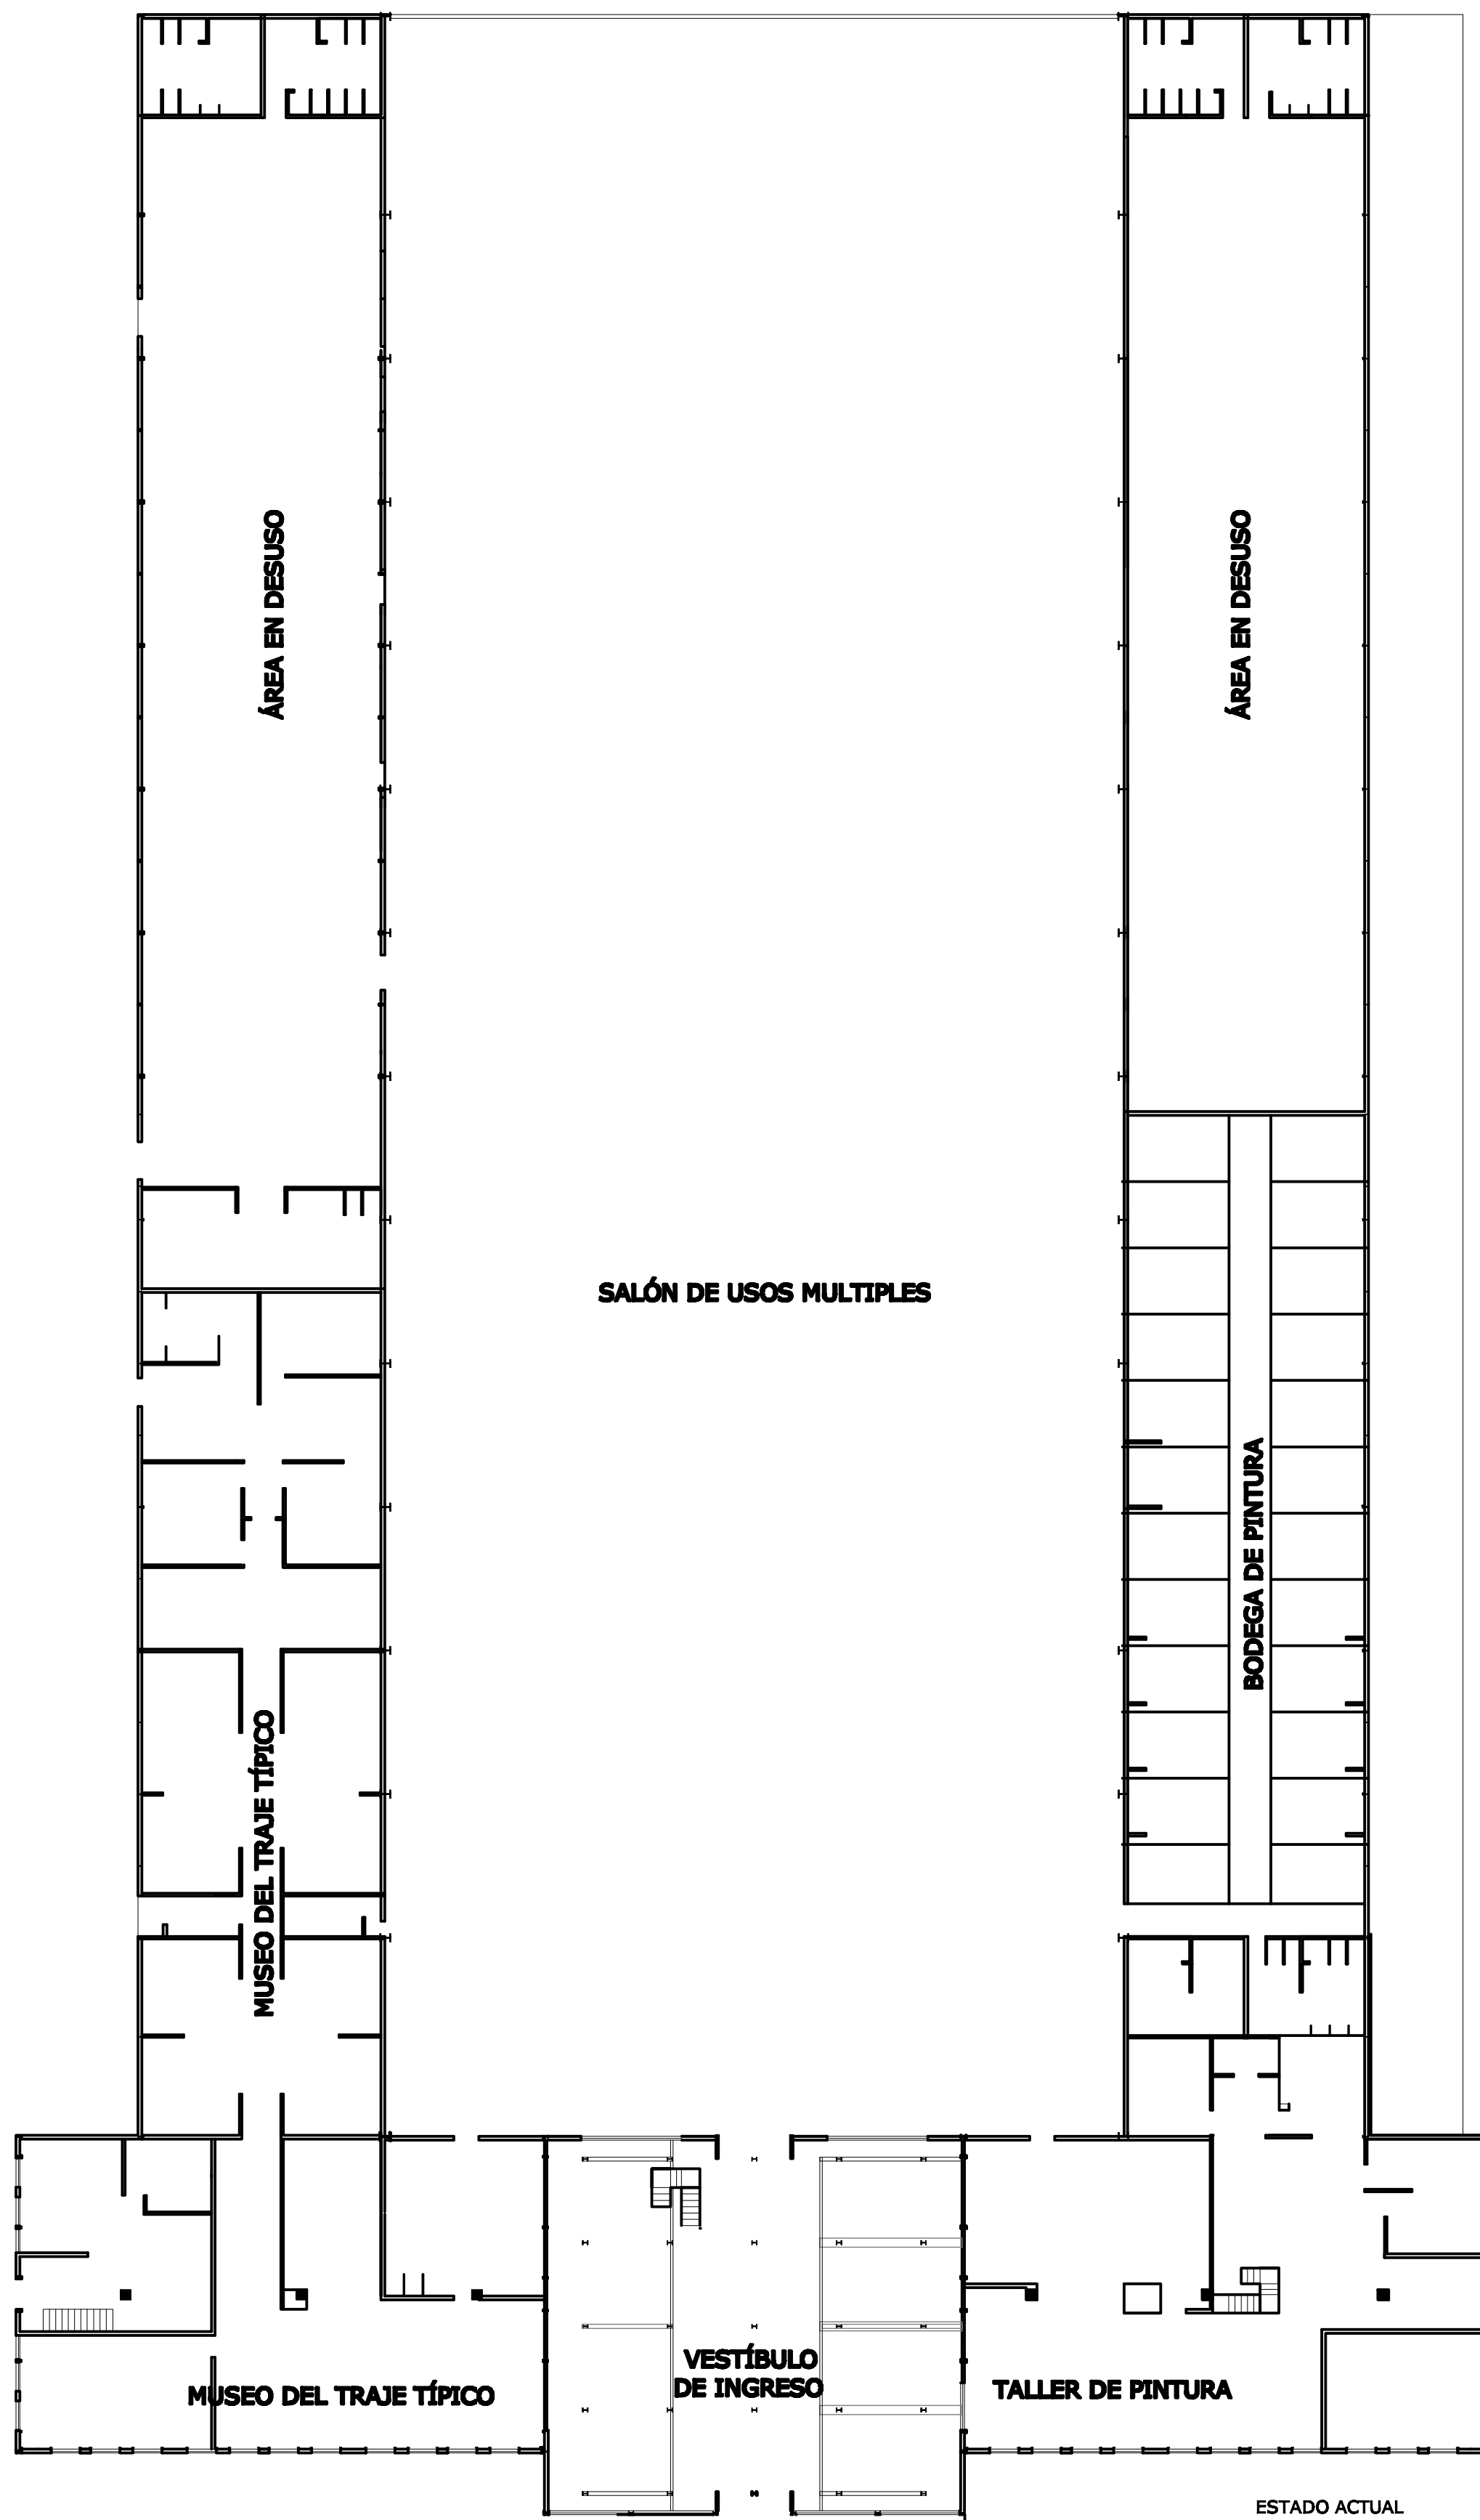 ÁREA EN DESUSO
ÁREA EN DESUSO
SALÓN DE USOS MULTIPLES
BODEGA DE PINTURA
MUSEO DEL TRAJE TÍPICO
VESTÍBULO
DE INGRESO
MUSEO DEL TRAJE TÍPICO
TALLER DE PINTURA
ESTADO ACTUAL